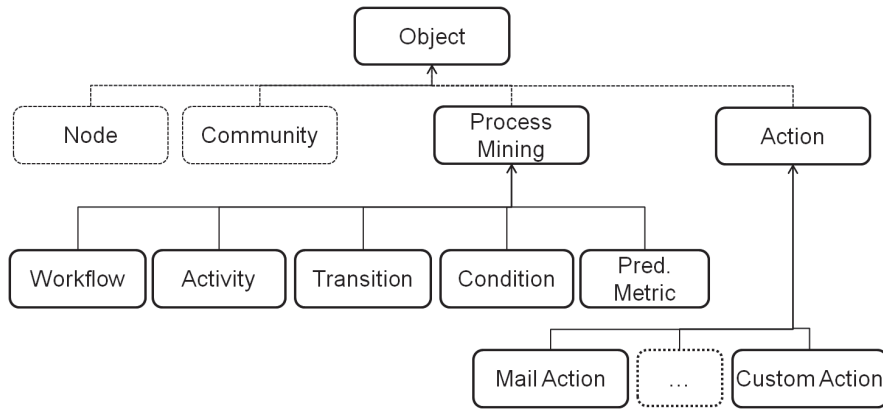 Object
Node
Community
Process
Mining
Action
Workflow
Activity
Transition
Condition
Pred.
Metric
Mail Action
...
Custom Action